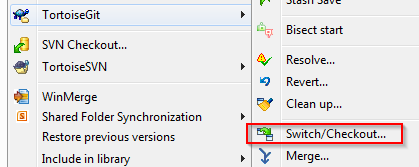 TortoiseGit
SVN Checkout...
TortoiseSVN
WinMerge
Shared Folder Synchronization
Restore previous versions
Include in library
Stash Save
Bisect start
Resolve...
Revert...
Clean up...
Switch/Checkout...
Merge...